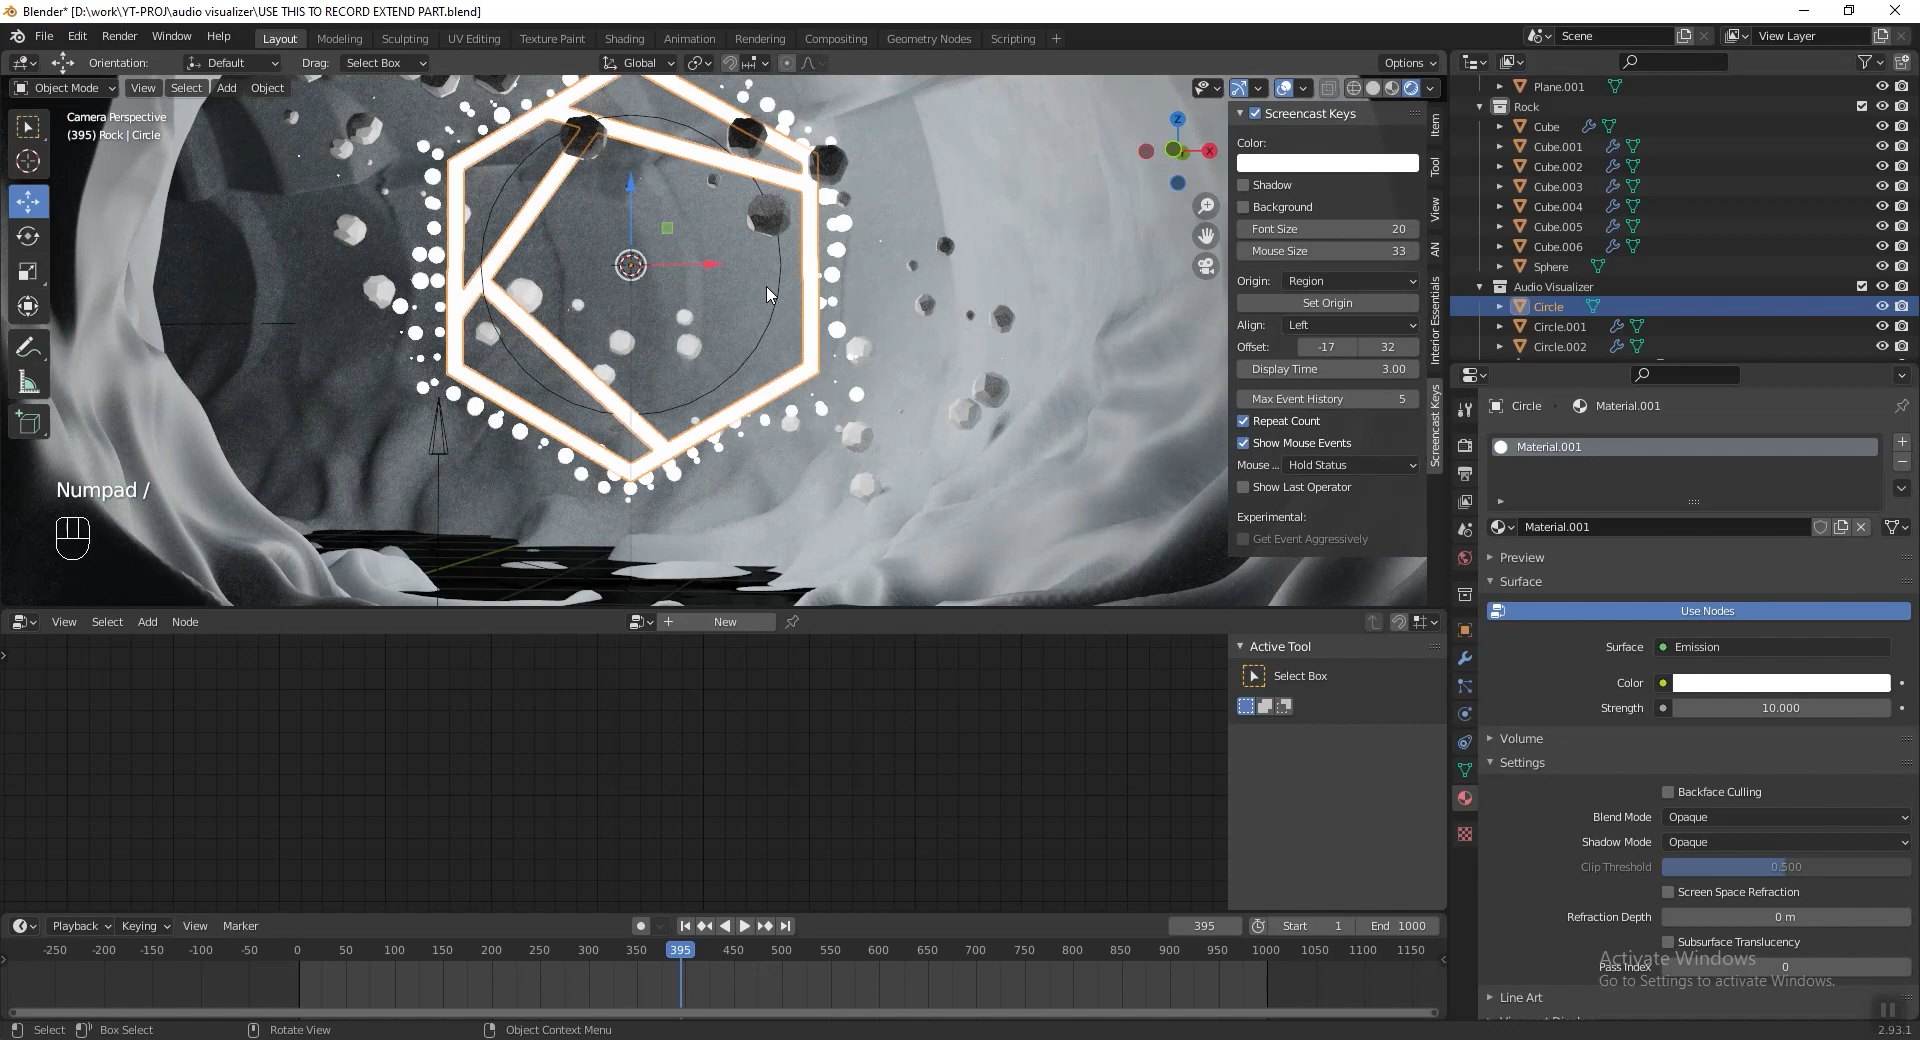 Blender* [D:\work\YT-PROJ\audio visualizer\USE THIS TO RECORD EXTEND PART.blend]
File Edit Render Window Help Layout Modeling Sculpting UV Editing Texture Paint Shading Animation Rendering Compositing Geometry Nodes Scripting + Scene View Layer
Orientation: Default Drag: Select Box Global Options
Object Mode View Select Add Object
Camera Perspective
(395) Rock | Circle
Numpad /
Z
X
Screencast Keys
Color:
Shadow
Background
Font Size 20
Mouse Size 33
Origin: Region
Set Origin
Align: Left
Offset: -17 32
Display Time 3.00
Max Event History 5
Repeat Count
Show Mouse Events
Mouse ... Hold Status
Show Last Operator
Experimental:
Get Event Aggressively
Item
Tool
View
AN
Interior Essentials
Screencast Keys
Plane.001
Rock
Cube
Cube.001
Cube.002
Cube.003
Cube.004
Cube.005
Cube.006
Sphere
Audio Visualizer
Circle
Circle.001
Circle.002
Circle Material.001
Material.001
Material.001
Preview
Surface
Use Nodes
Surface Emission
Color
Strength 10.000
Volume
Settings
Backface Culling
Blend Mode Opaque
Shadow Mode Opaque
Clip Threshold 0.500
Screen Space Refraction
Refraction Depth 0 m
Subsurface Translucency
Activate Windows
Pass Index 0
Go to Settings to activate Windows.
Line Art
View Select Add Node New
Active Tool
Select Box
Playback Keying View Marker 395 Start 1 End 1000
-250 -200 -150 -100 -50 0 50 100 150 200 250 300 350 395 450 500 550 600 650 700 750 800 850 900 950 1000 1050 1100 1150
Select Box Select Rotate View Object Context Menu 2.93.1